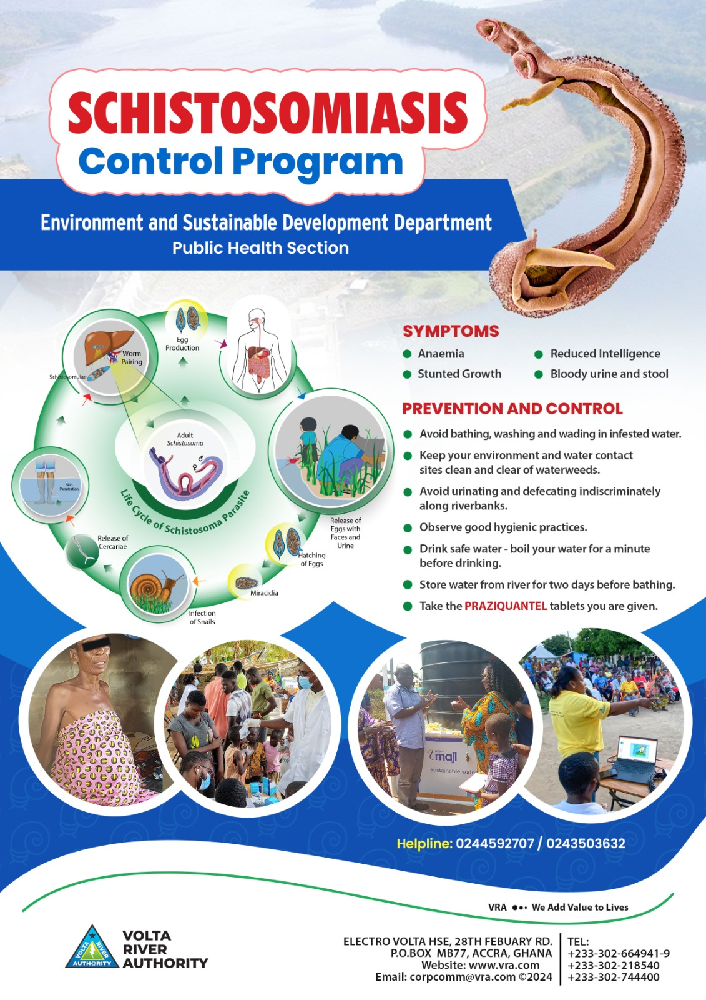 SCHISTOSOMIASIS
Control Program
Environment and Sustainable Development Department
Public Health Section
Egg
Production
Worm
Pairing
Schistosomulae
Adult
Schistosoma
Skin
Penetration
Life Cycle of Schistosoma Parasite
Release of
Cercariae
Infection
of Snails
Miracidia
Hatching
of Eggs
Release of
Eggs with
Faces and
Urine
SYMPTOMS
Anaemia
Reduced Intelligence
Stunted Growth
Bloody urine and stool
PREVENTION AND CONTROL
Avoid bathing, washing and wading in infested water.
Keep your environment and water contact
sites clean and clear of waterweeds.
Avoid urinating and defecating indiscriminately
along riverbanks.
Observe good hygienic practices.
Drink safe water - boil your water for a minute
before drinking.
Store water from river for two days before bathing.
Take the PRAZIQUANTEL tablets you are given.
project
maji
sustainable wate
Helpline: 0244592707 / 0243503632
VRA ●●• We Add Value to Lives
VOLTA RIVER
AUTHORITY
VOLTA
RIVER
AUTHORITY
ELECTRO VOLTA HSE, 28TH FEBUARY RD.
P.O.BOX MB77, ACCRA, GHANA
Website: www.vra.com
Email: corpcomm@vra.com ©2024
TEL:
+233-302-664941-9
+233-302-218540
+233-302-744400